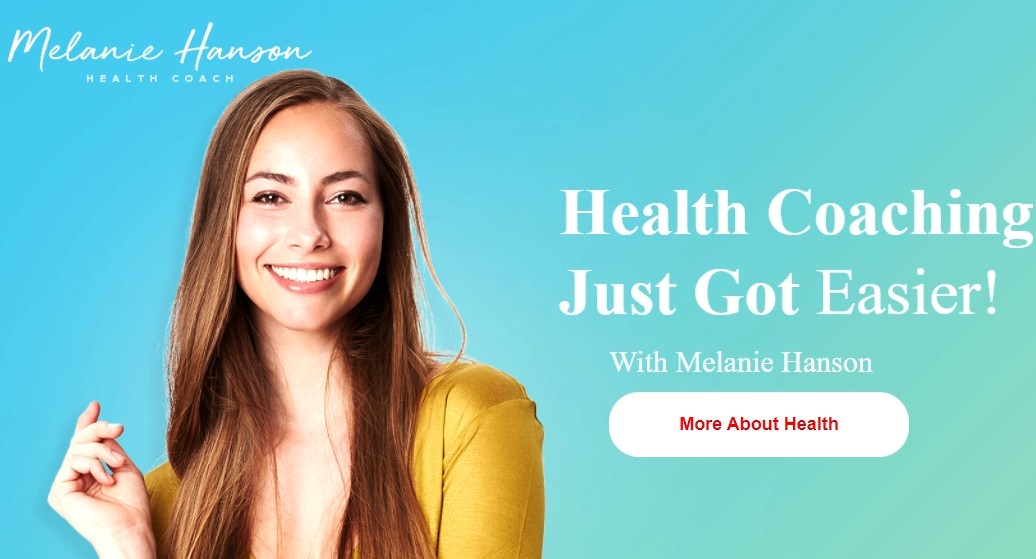 Melanie Hanson
HEALTH COACH
Health Coaching
Just Got Easier!
With Melanie Hanson
More About Health